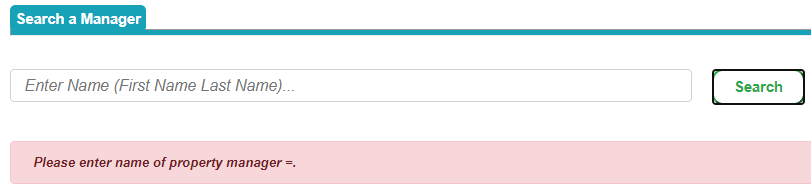 Search a Manager
Enter Name (First Name Last Name)...
Search
Please enter name of property manager =.